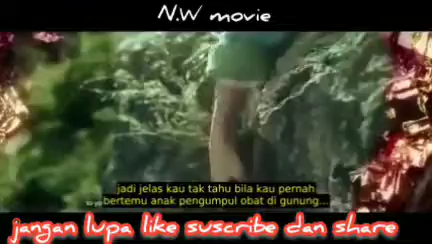 N.W movie
jadi jelas kau tak tahu bila kau pernah
bertemu anak pengumpul obat di gunung...
jangan lupa like suscribe dan share